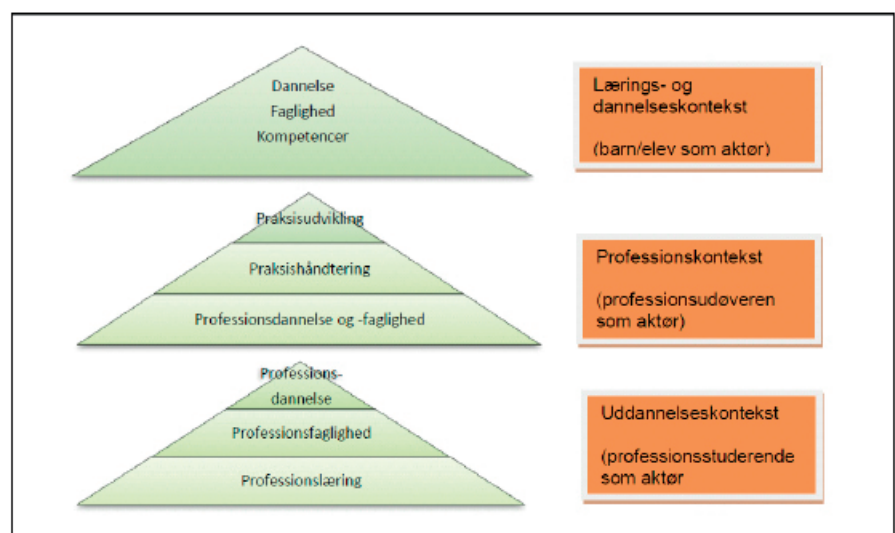 Dannelse
Faglighed
Kompetencer
Lærings- og
dannelseskontekst
(barn/elev som aktør)
Praksisudvikling
Praksishåndtering
Professionsdannelse og -faglighed
Professionskontekst
(professionsudøveren
som aktør)
Professions-
dannelse
Professionsfaglighed
Professionslæring
Uddannelseskontekst
(professionsstuderende
som aktør